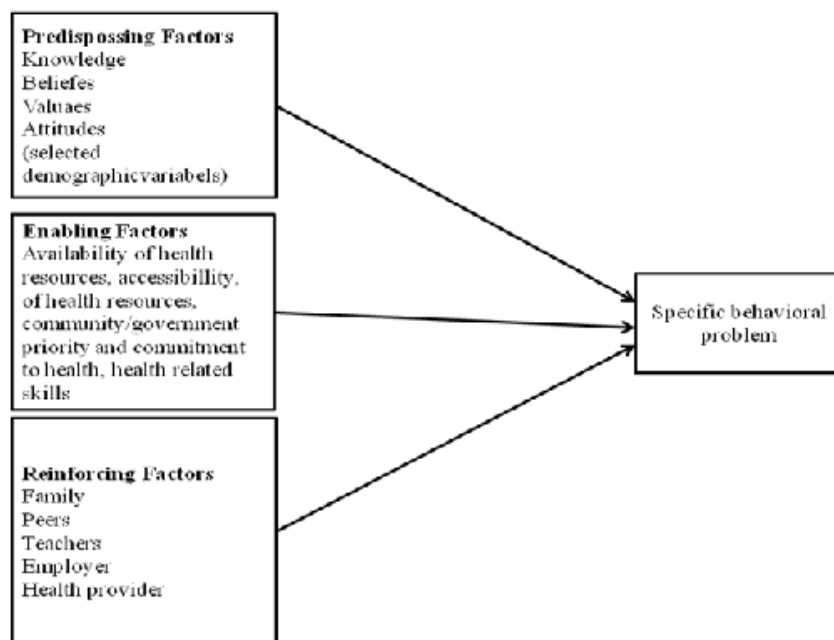 Predispossing Factors
Knowledge
Beliefes
Valuaes
Attitudes
(selected
demographicvariabels)
Enabling Factors
Availability of health
resources, accessibillity,
of health resources,
community/government
priority and commitment
to health, health related
skills
Reinforcing Factors
Family
Peers
Teachers
Employer
Health provider
Specific behavioral
problem